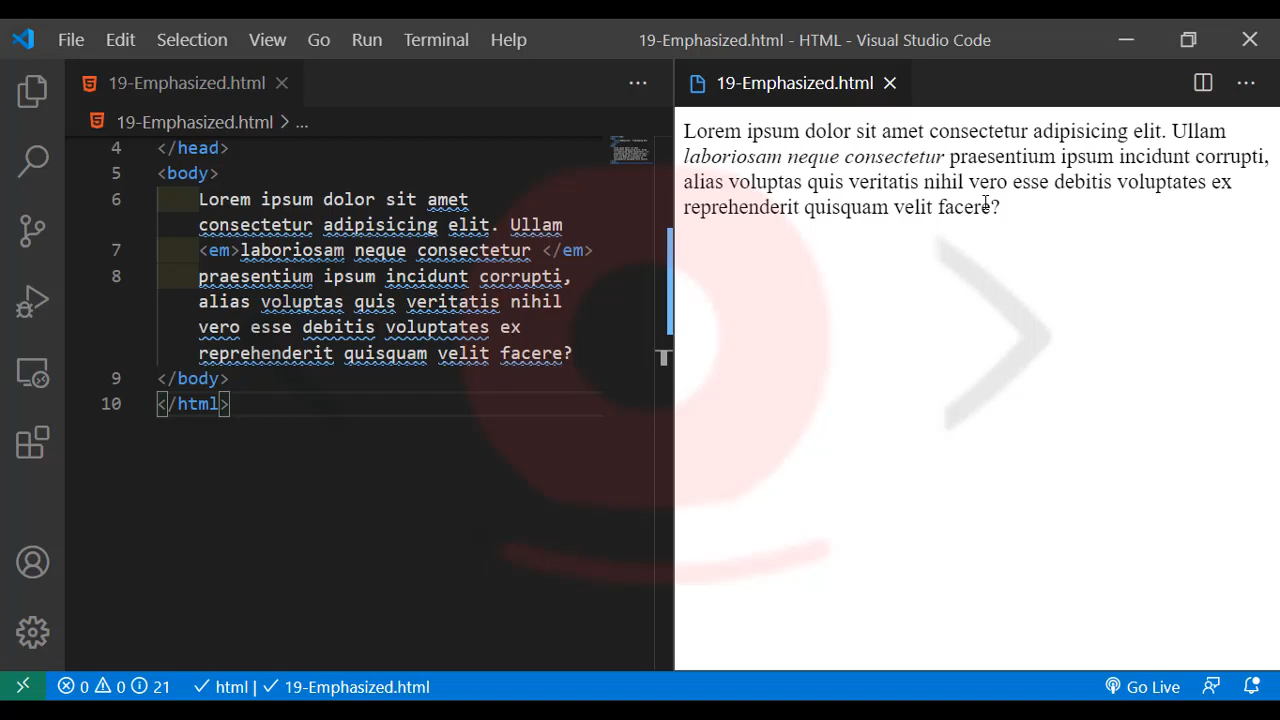 File Edit Selection View Go Run Terminal Help 19-Emphasized.html - HTML - Visual Studio Code
19-Emphasized.html
19-Emphasized.html > ...
4 </head>
5 <body>
6 Lorem ipsum dolor sit amet
consectetur adipisicing elit. Ullam
7 <em>laboriosam neque consectetur </em>
8 praesentium ipsum incidunt corrupti,
alias voluptas quis veritatis nihil
vero esse debitis voluptates ex
reprehenderit quisquam velit facere?
9 </body>
10 </html>
19-Emphasized.html
Lorem ipsum dolor sit amet consectetur adipisicing elit. Ullam
laboriosam neque consectetur praesentium ipsum incidunt corrupti,
alias voluptas quis veritatis nihil vero esse debitis voluptates ex
reprehenderit quisquam velit facere?
0 0 21 html | 19-Emphasized.html Go Live